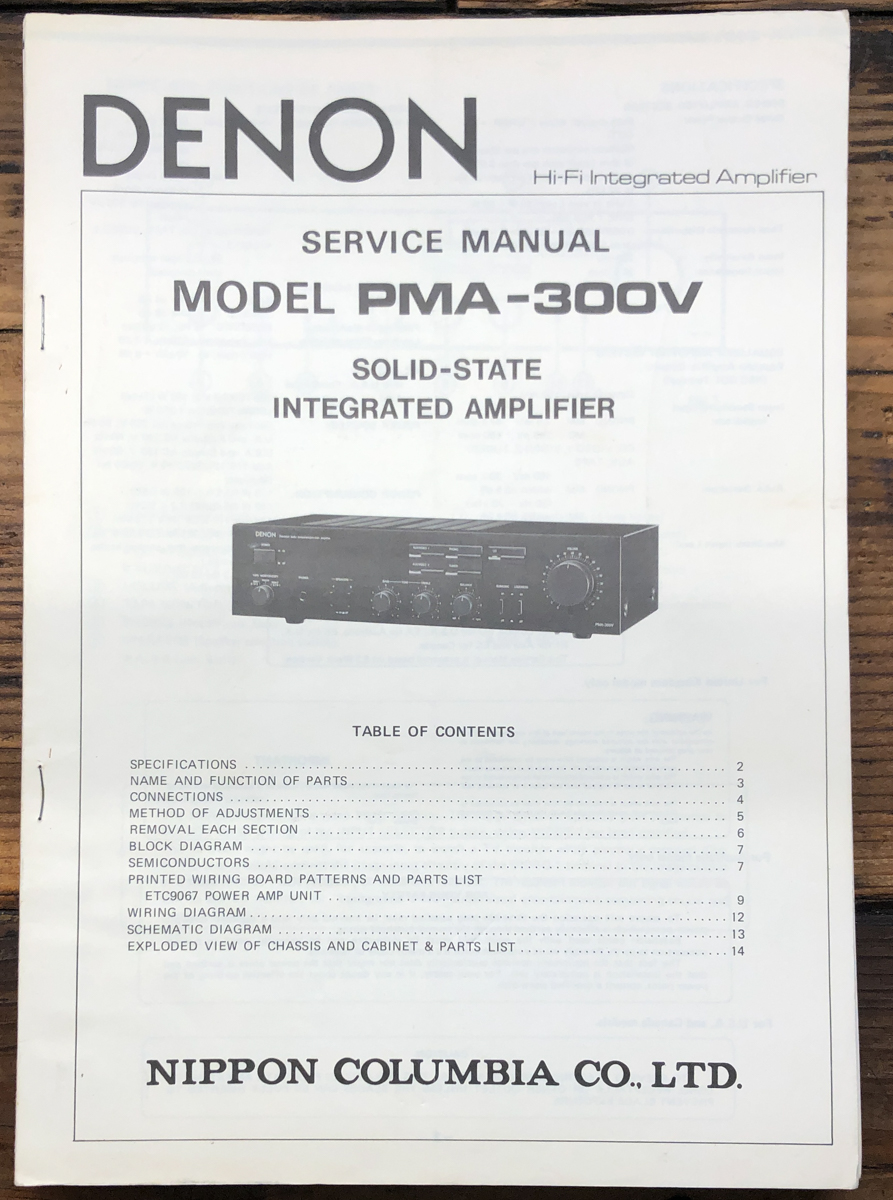 DENON
Hi-Fi Integrated Amplifier
SERVICE MANUAL
MODEL PMA-300V
SOLID-STATE
INTEGRATED AMPLIFIER
DENON
PMA-300V
TABLE OF CONTENTS
SPECIFICATIONS ........ 2
NAME AND FUNCTION OF PARTS ........ 3
CONNECTIONS ........ 4
METHOD OF ADJUSTMENTS ........ 5
REMOVAL EACH SECTION ........ 6
BLOCK DIAGRAM ........ 7
SEMICONDUCTORS ........ 7
PRINTED WIRING BOARD PATTERNS AND PARTS LIST
ETC9067 POWER AMP UNIT ........ 9
WIRING DIAGRAM ........ 12
SCHEMATIC DIAGRAM ........ 13
EXPLODED VIEW OF CHASSIS AND CABINET & PARTS LIST ........ 14
NIPPON COLUMBIA CO., LTD.